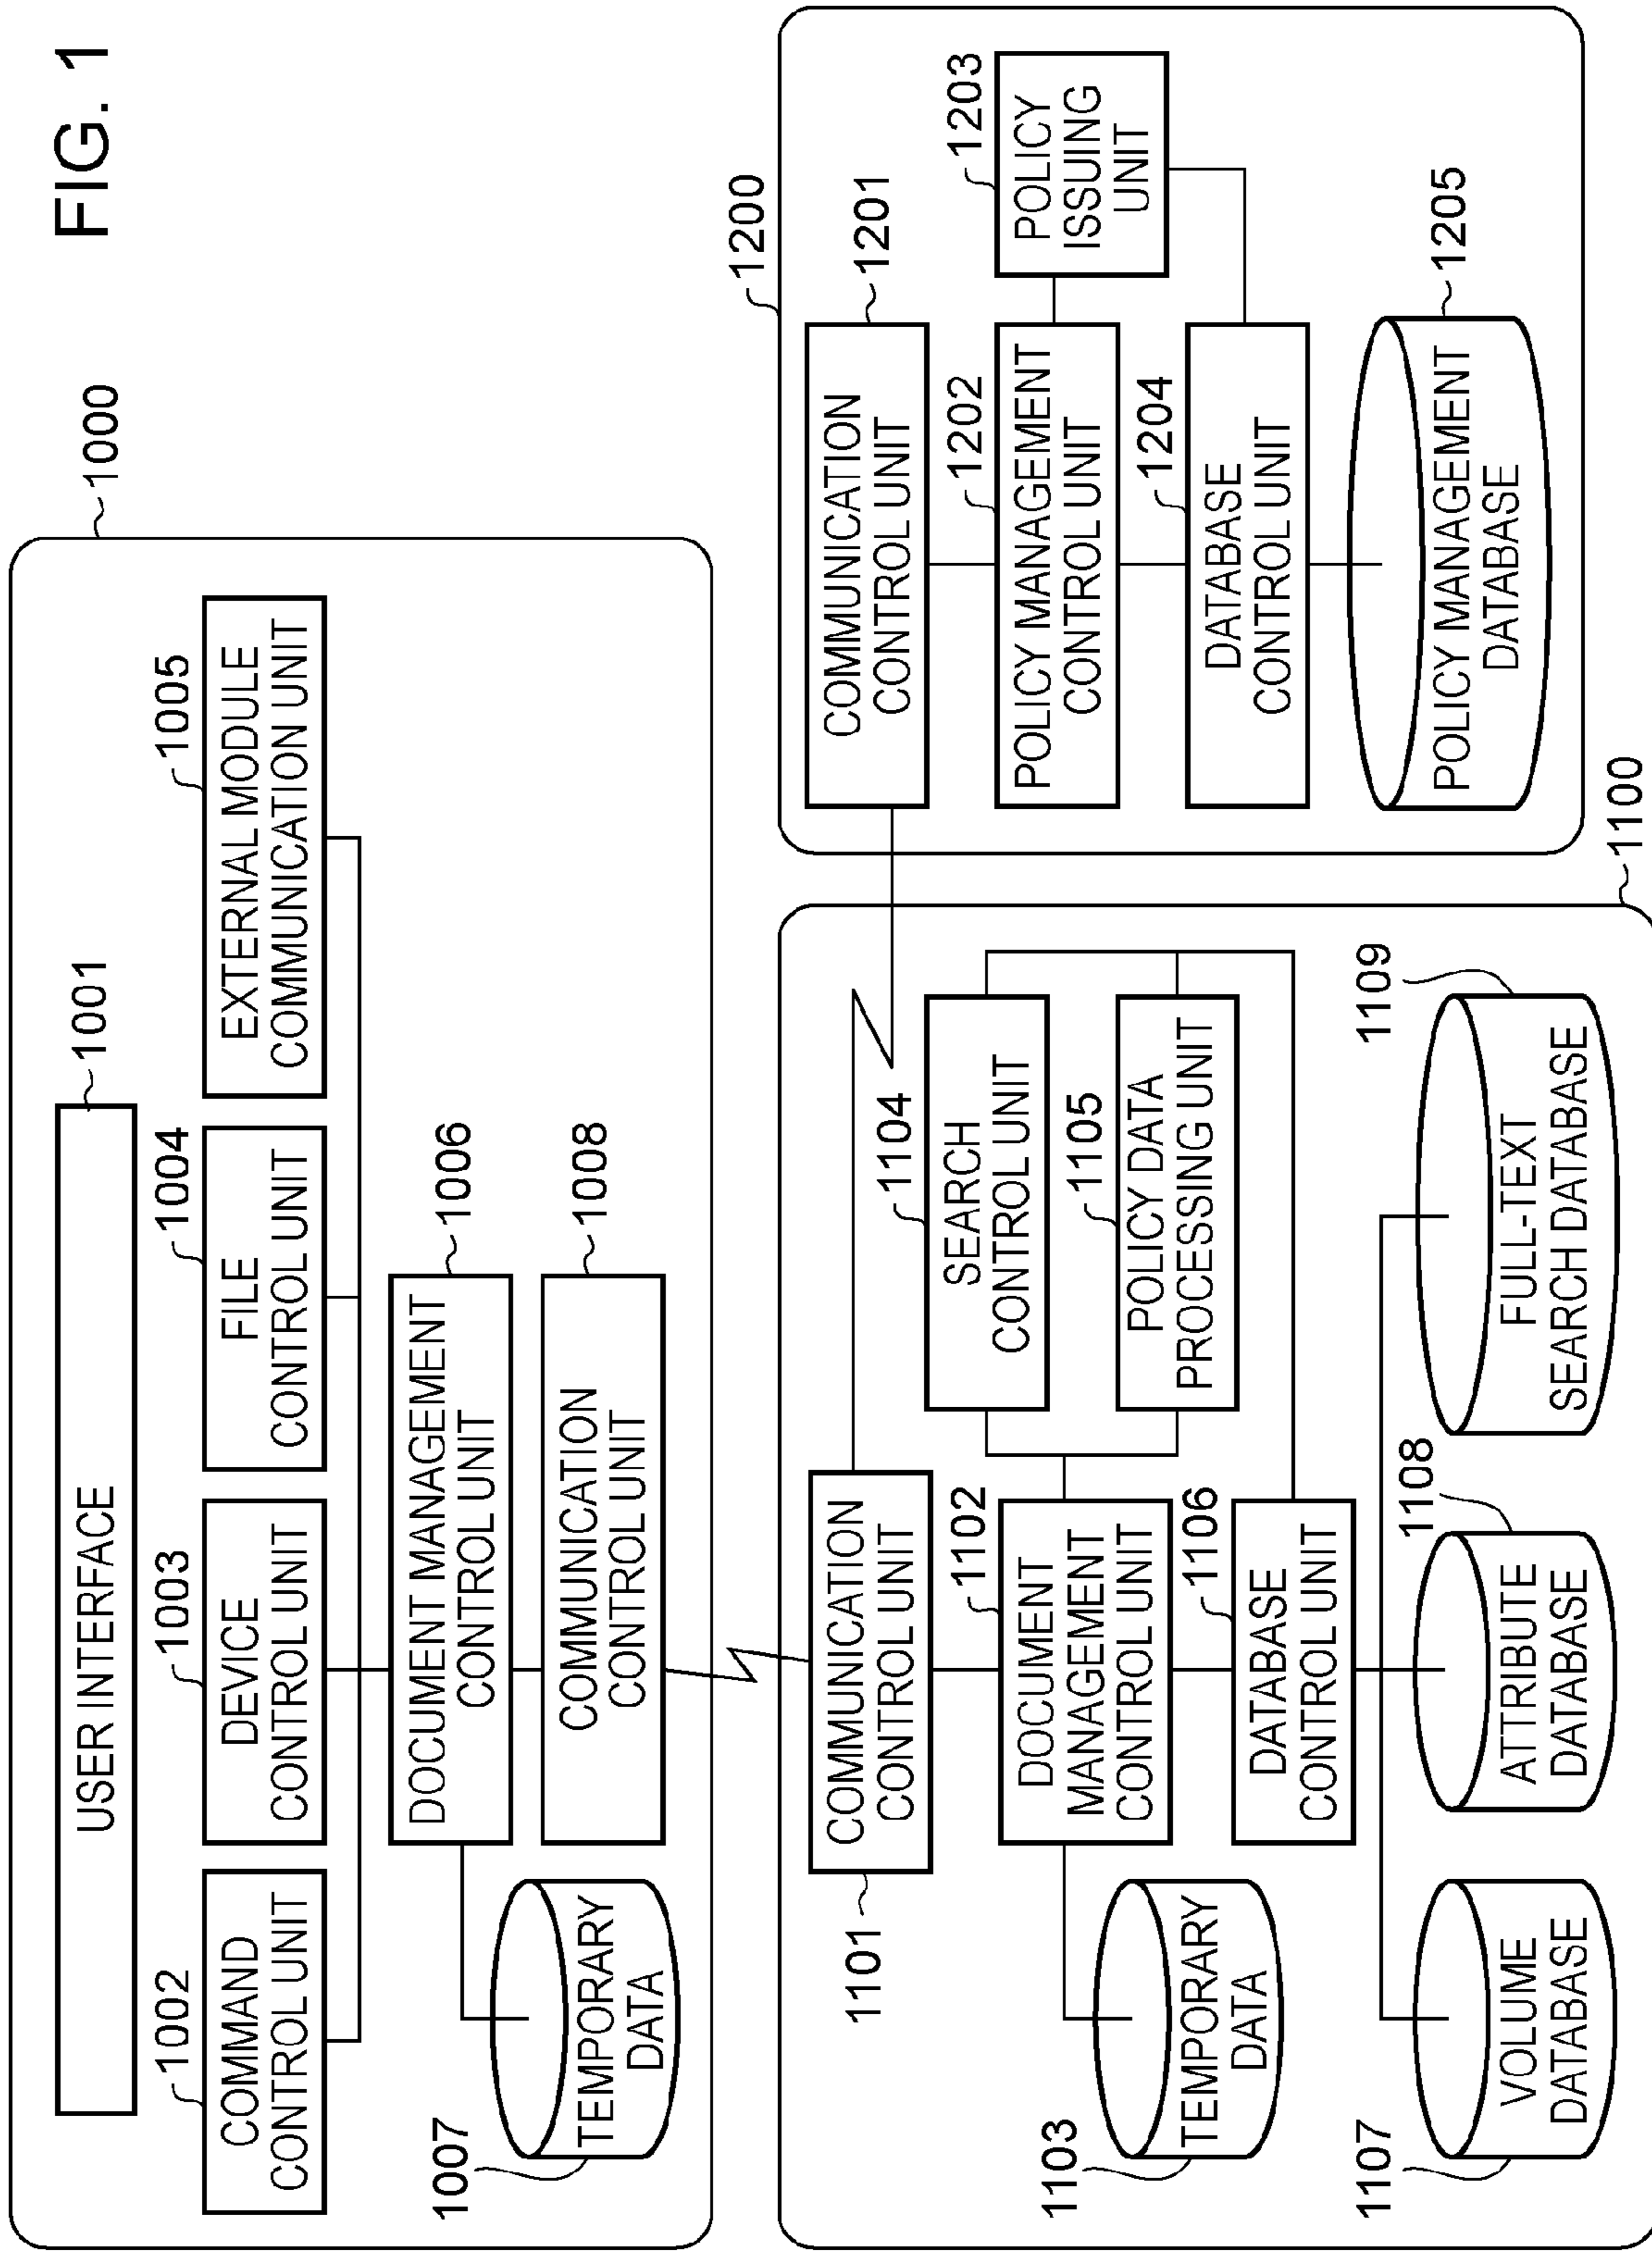 FIG. 1
1000
1001
USER INTERFACE
1002
COMMAND
CONTROL UNIT
1003
DEVICE
CONTROL UNIT
1004
FILE
CONTROL UNIT
1005
EXTERNAL MODULE
COMMUNICATION UNIT
1006
DOCUMENT MANAGEMENT
CONTROL UNIT
1007
TEMPORARY
DATA
1008
COMMUNICATION
CONTROL UNIT
1101
COMMUNICATION
CONTROL UNIT
1102
DOCUMENT
MANAGEMENT
CONTROL UNIT
1103
TEMPORARY
DATA
1104
SEARCH
CONTROL UNIT
1105
POLICY DATA
PROCESSING UNIT
1106
DATABASE
CONTROL UNIT
1107
VOLUME
DATABASE
1108
ATTRIBUTE
DATABASE
1109
FULL-TEXT
SEARCH DATABASE
1100
1200
1201
COMMUNICATION
CONTROL UNIT
1202
POLICY MANAGEMENT
CONTROL UNIT
1203
POLICY
ISSUING
UNIT
1204
DATABASE
CONTROL UNIT
1205
POLICY MANAGEMENT
DATABASE